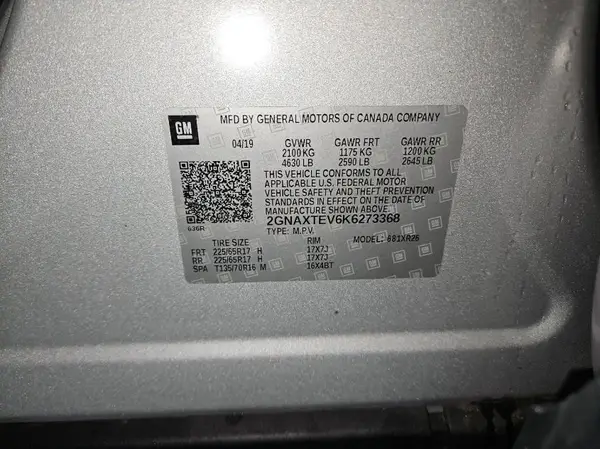 GM
MFD BY GENERAL MOTORS OF CANADA COMPANY
04/19 GVWR GAWR FRT GAWR RR
2100 KG 1175 KG 1200 KG
4630 LB 2590 LB 2645 LB
THIS VEHICLE CONFORMS TO ALL
APPLICABLE U.S. FEDERAL MOTOR
VEHICLE SAFETY AND THEFT PREVENTION
STANDARDS IN EFFECT ON THE DATE OF
MANUFACTURE SHOWN ABOVE.
2GNAXTEV6K6273368
636R TYPE: M.P.V. MODEL: 681XR26
TIRE SIZE RIM
FRT 225/65R17 H 17X7J
RR 225/65R17 H 17X7J
SPA T135/70R16 M 16X4BT